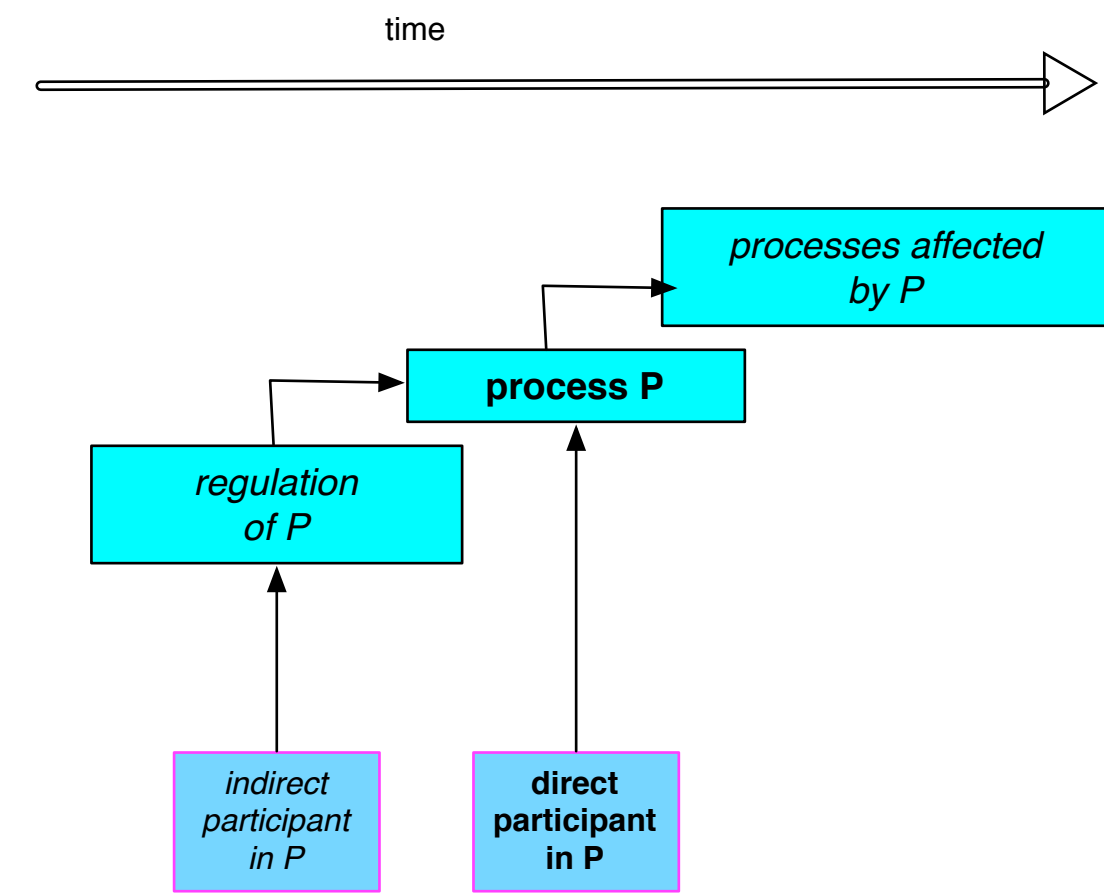 time
processes affected
by P
process P
regulation
of P
indirect
participant
in P
direct
participant
in P